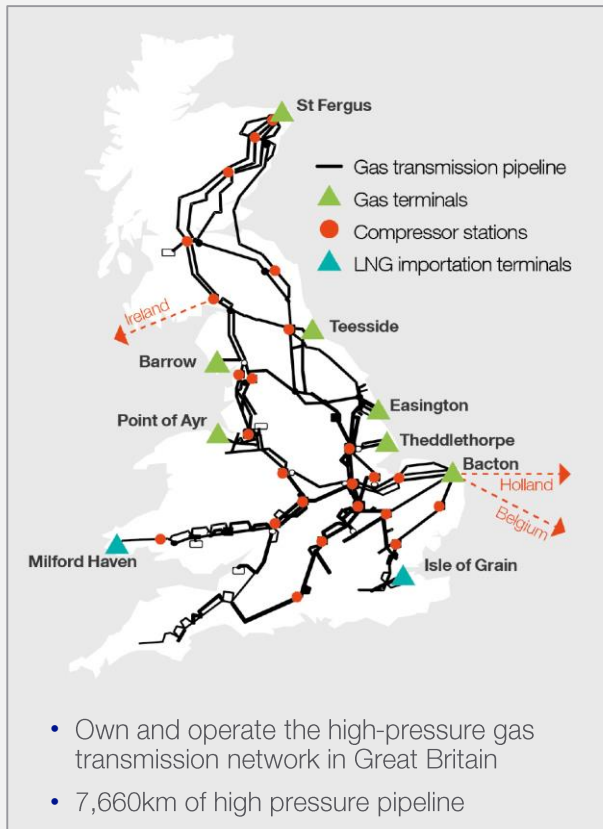 St Fergus
Gas transmission pipeline
Gas terminals
Compressor stations
LNG importation terminals
Ireland
Teesside
Barrow
Easington
Point of Ayr
Theddlethorpe
Bacton
Holland
Belgium
Milford Haven
Isle of Grain
• Own and operate the high-pressure gas
transmission network in Great Britain
• 7,660km of high pressure pipeline